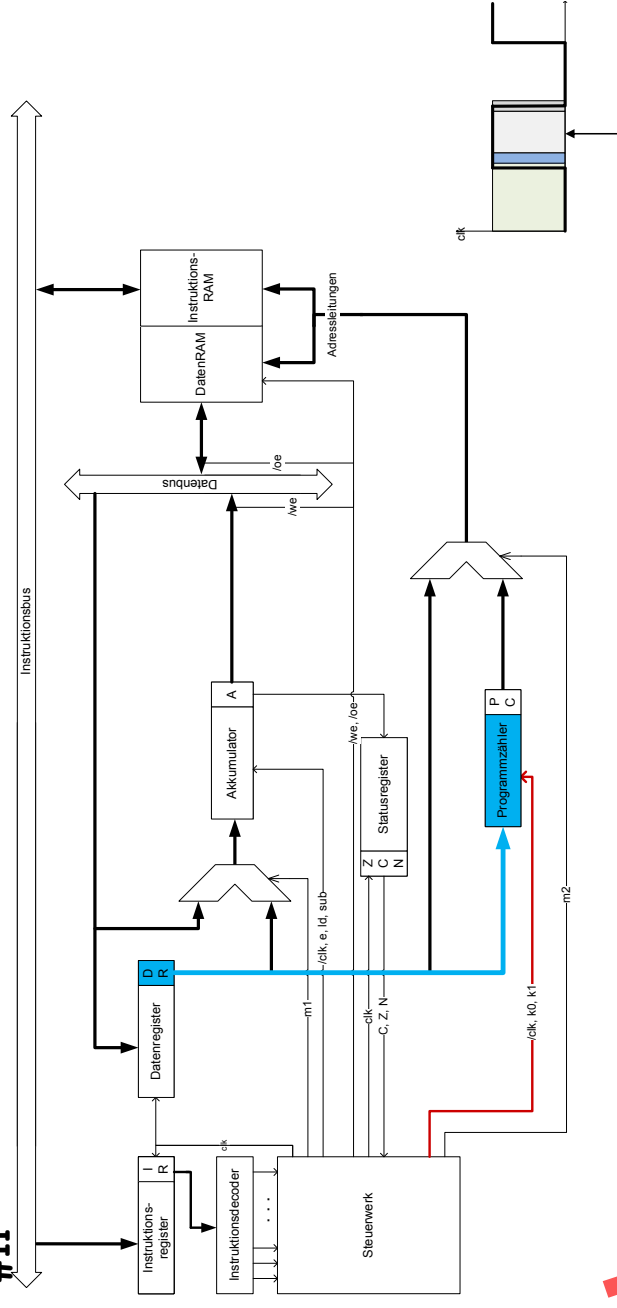 #11
Instruktionsbus
Instruktions-
register
I
R
Datenregister
D
R
Instruktionsdecoder
. . .
clk
Akkumulator
A
Datenbus
DatenRAM
Instruktions-
RAM
/oe
/we
m1
/clk, e, ld, sub
/we, /oe
Adressleitungen
Steuerwerk
clk
C, Z, N
Z
C
N
Statusregister
Programmzähler
P
C
/clk, k0, k1
m2
clk